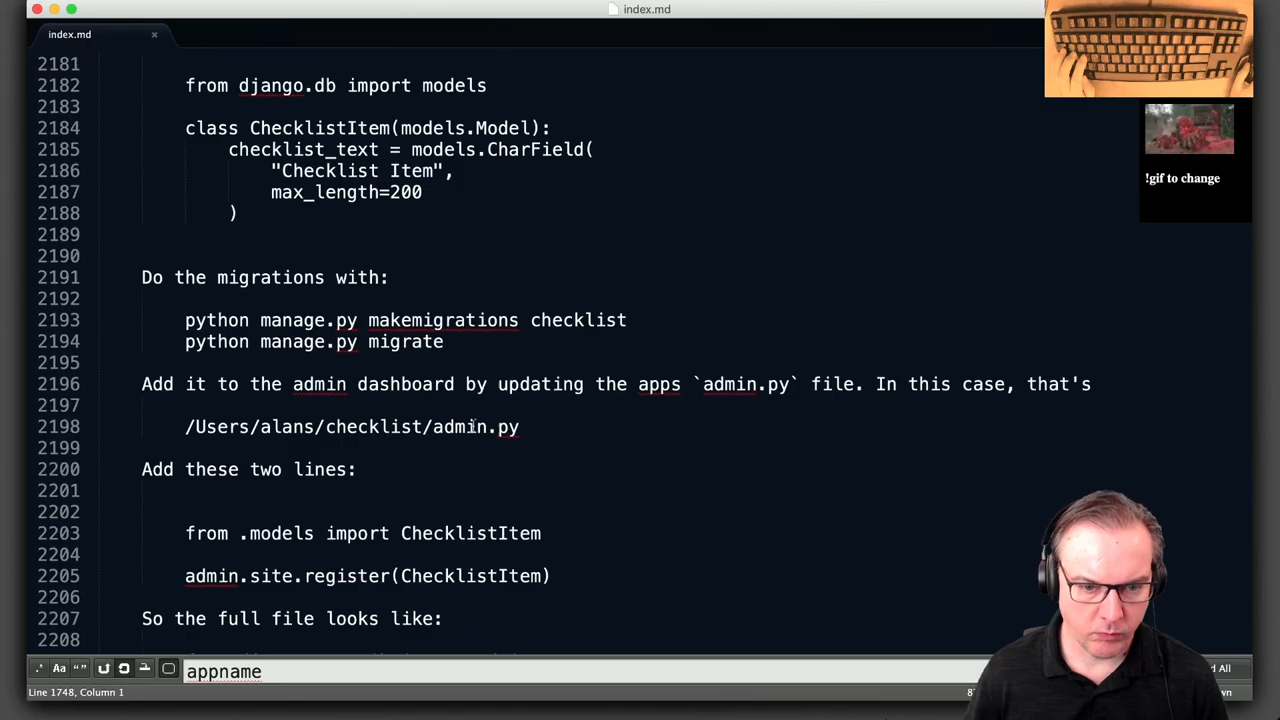 index.md
index.md
2181
2182 from django.db import models
2183
2184 class ChecklistItem(models.Model):
2185 checklist_text = models.CharField(
2186 "Checklist Item",
2187 max_length=200
2188 )
2189
2190
2191 Do the migrations with:
2192
2193 python manage.py makemigrations checklist
2194 python manage.py migrate
2195
2196 Add it to the admin dashboard by updating the apps `admin.py` file. In this case, that's
2197
2198 /Users/alans/checklist/admin.py
2199
2200 Add these two lines:
2201
2202
2203 from .models import ChecklistItem
2204
2205 admin.site.register(ChecklistItem)
2206
2207 So the full file looks like:
2208
!gif to change
.* Aa “”
appname
All
Line 1748, Column 1